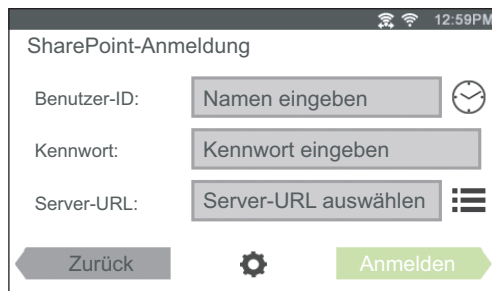 12:59PM
SharePoint-Anmeldung
Benutzer-ID: Namen eingeben
Kennwort: Kennwort eingeben
Server-URL: Server-URL auswählen
Zurück Anmelden